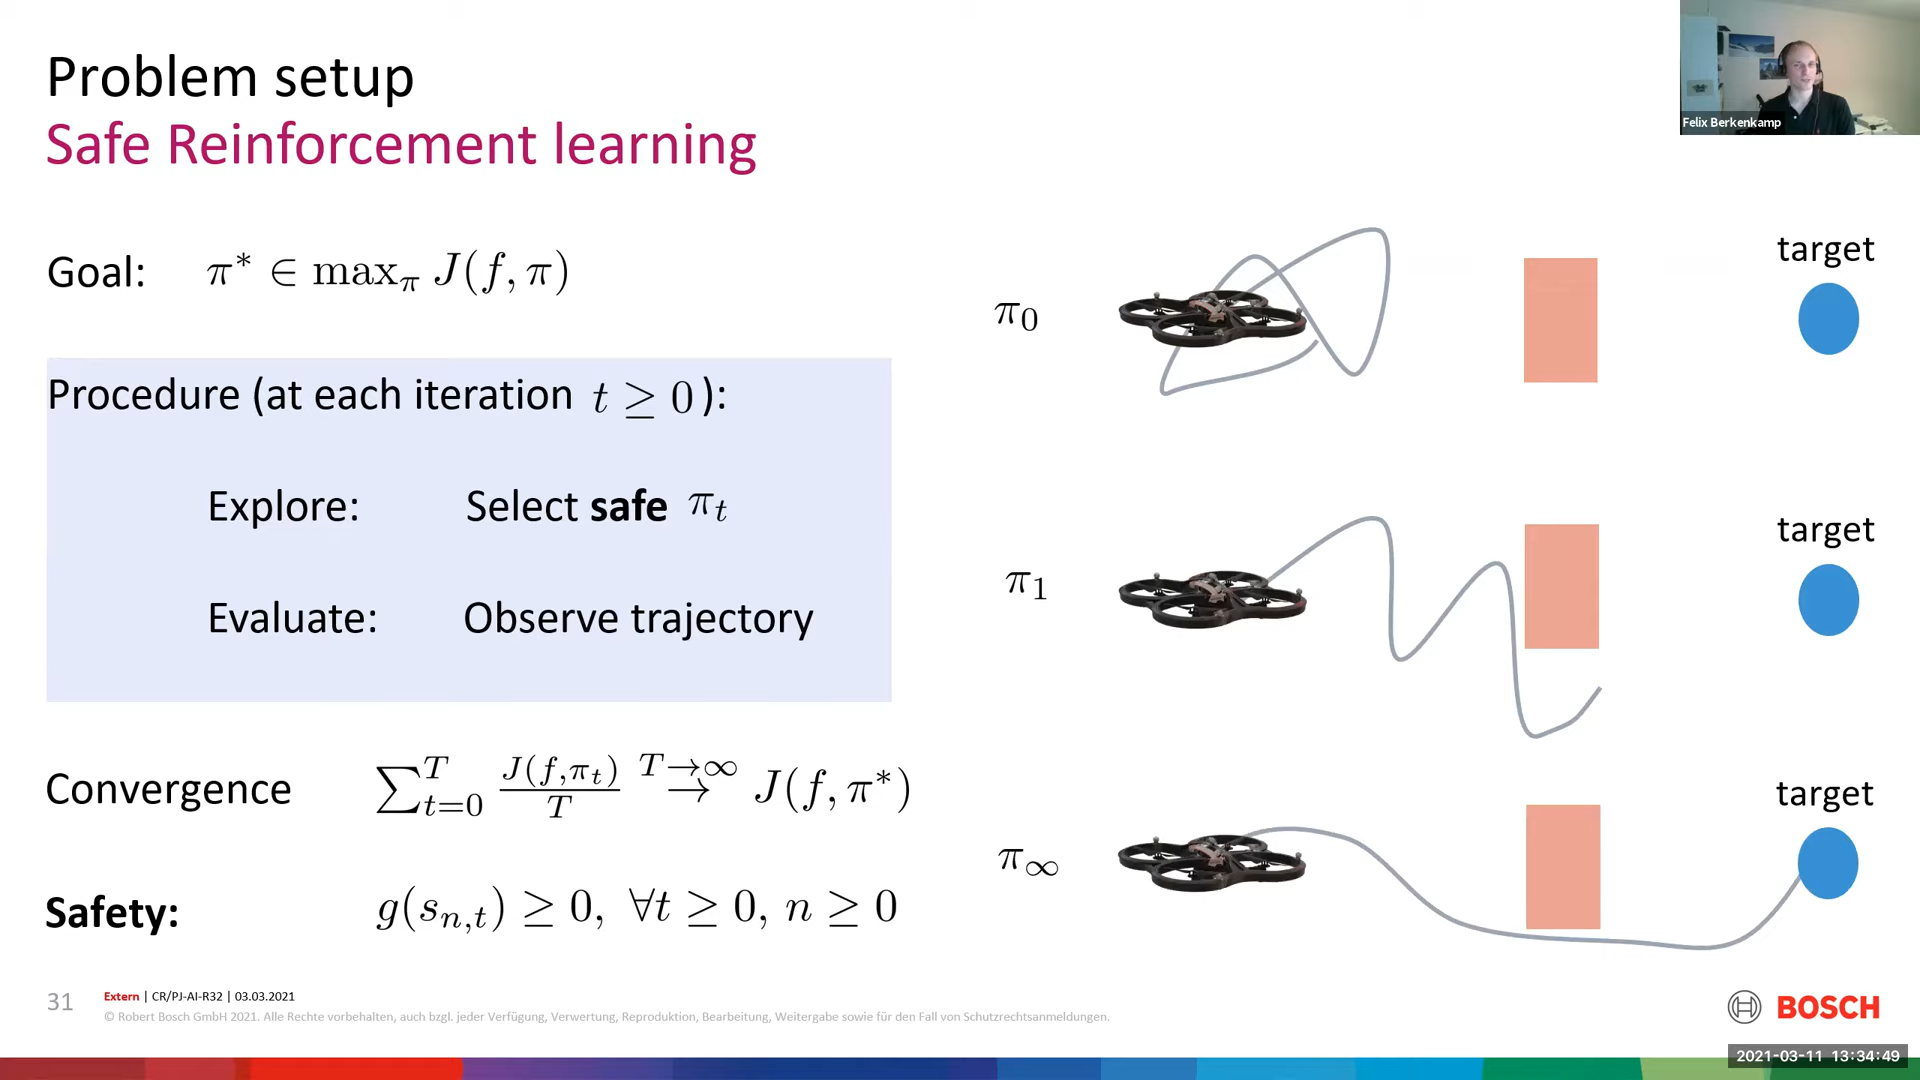 Problem setup
Safe Reinforcement learning
Felix Berkenkamp
Goal: π* ∈ max_π J(f, π)
Procedure (at each iteration t ≥ 0):
Explore: Select safe π_t
Evaluate: Observe trajectory
Convergence ∑_{t=0}^{T} J(f,π_t)/T →^{T→∞} J(f, π*)
Safety: g(s_{n,t}) ≥ 0, ∀t ≥ 0, n ≥ 0
π_0
target
π_1
target
π_∞
target
31
Extern | CR/PJ-AI-R32 | 03.03.2021
© Robert Bosch GmbH 2021. Alle Rechte vorbehalten, auch bzgl. jeder Verfügung, Verwertung, Reproduktion, Bearbeitung, Weitergabe sowie für den Fall von Schutzrechtsanmeldungen.
BOSCH
2021-03-11 13:34:49